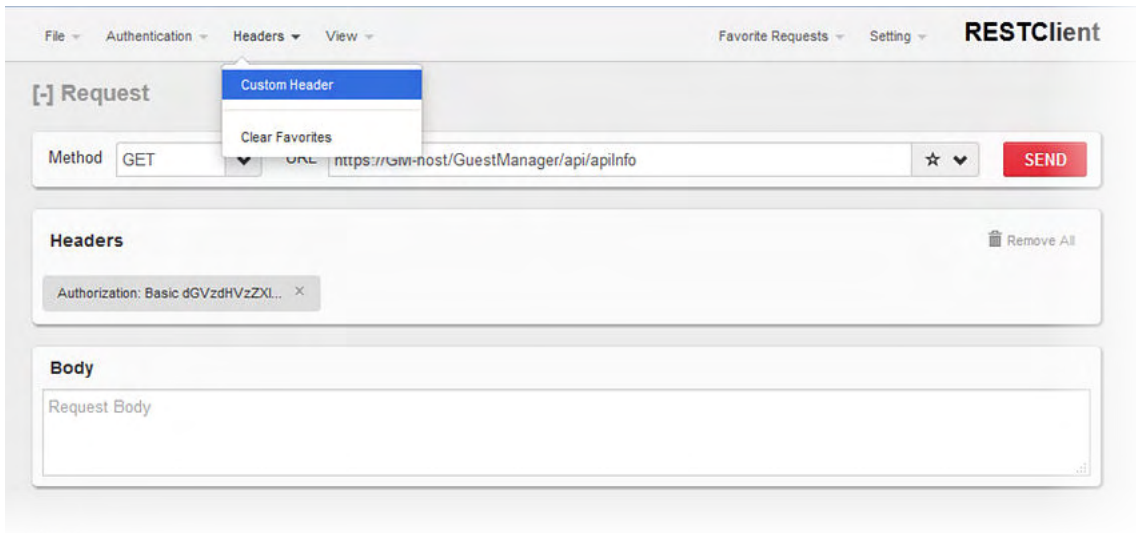 File Authentication Headers View Favorite Requests Setting RESTClient
Custom Header
[-] Request
Clear Favorites
Method GET URL https://GM-host/GuestManager/api/apiInfo SEND
Headers Remove All
Authorization: Basic dGVzdHVzZXI... ×
Body
Request Body